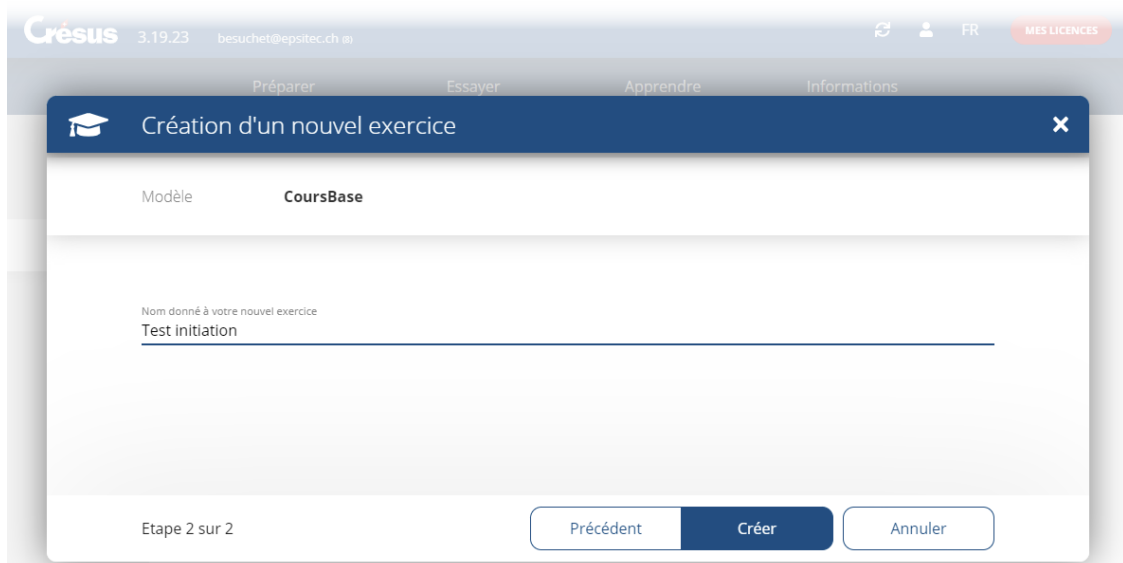 Crésus 3.19.23 besuchet@epsitec.ch (8) FR MES LICENCES
Préparer Essayer Apprendre Informations
Création d'un nouvel exercice
Modèle CoursBase
Nom donné à votre nouvel exercice
Test initiation
Etape 2 sur 2 Précédent Créer Annuler